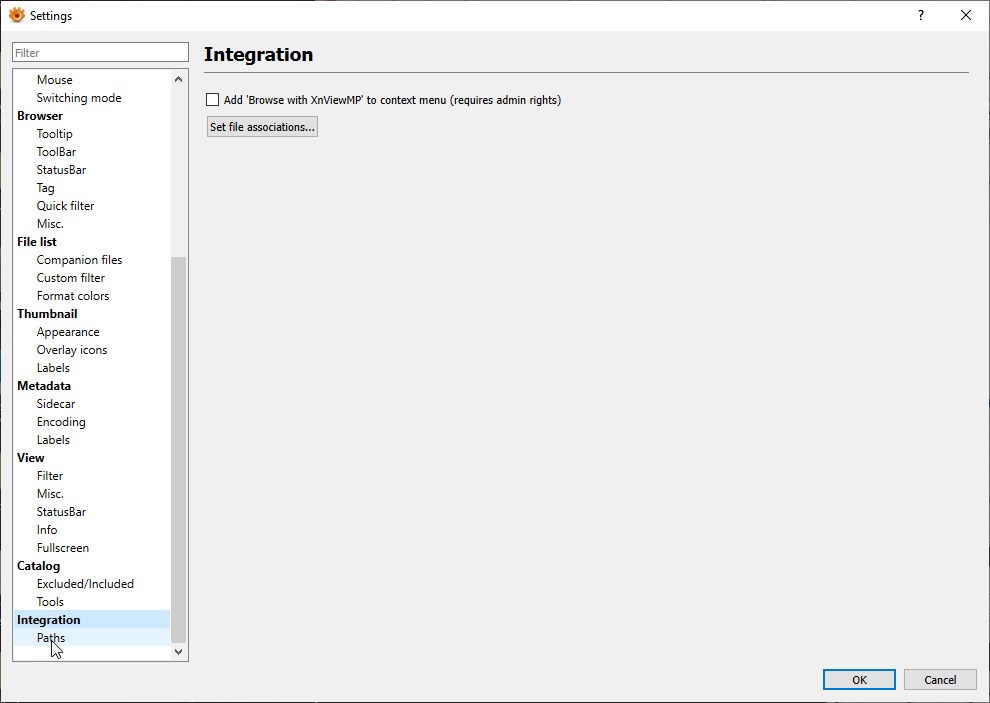 Settings
?
Filter
Mouse
Switching mode
Browser
Tooltip
ToolBar
StatusBar
Tag
Quick filter
Misc.
File list
Companion files
Custom filter
Format colors
Thumbnail
Appearance
Overlay icons
Labels
Metadata
Sidecar
Encoding
Labels
View
Filter
Misc.
StatusBar
Info
Fullscreen
Catalog
Excluded/Included
Tools
Integration
Paths
Integration
Add 'Browse with XnViewMP' to context menu (requires admin rights)
Set file associations...
OK
Cancel